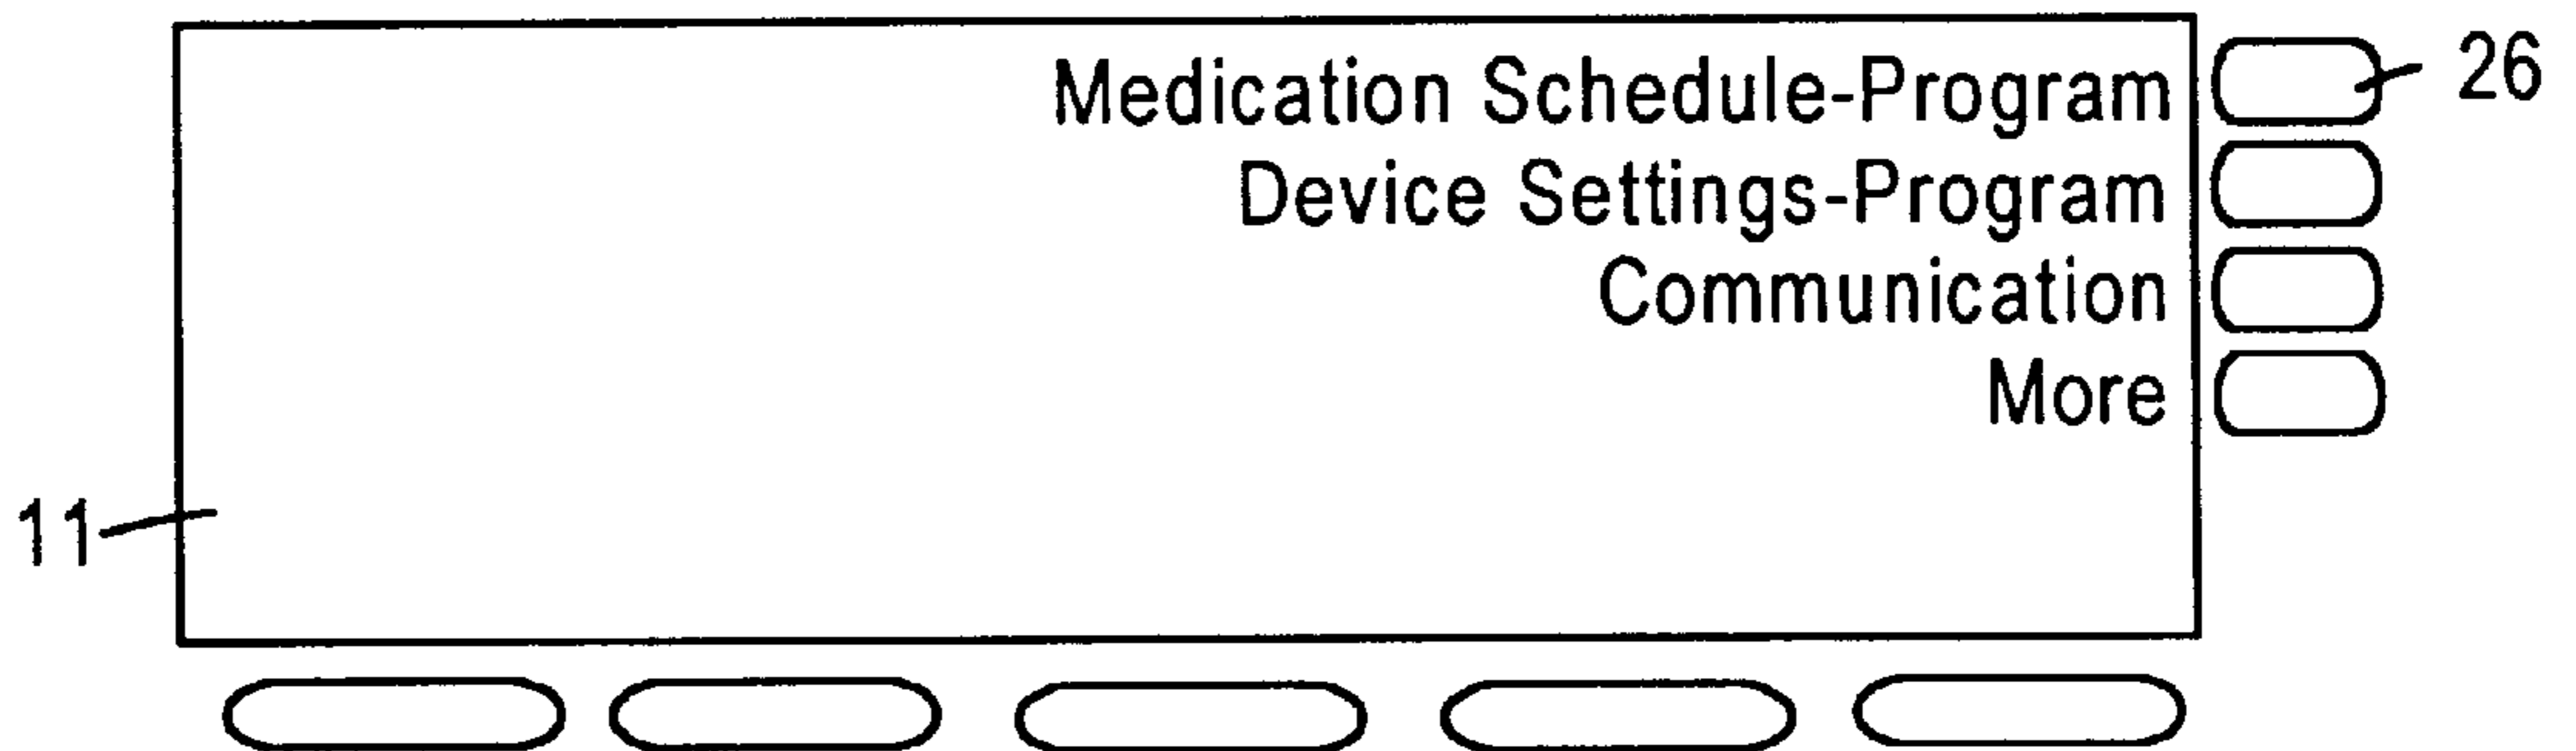 Medication Schedule-Program
26
Device Settings-Program
Communication
More
11